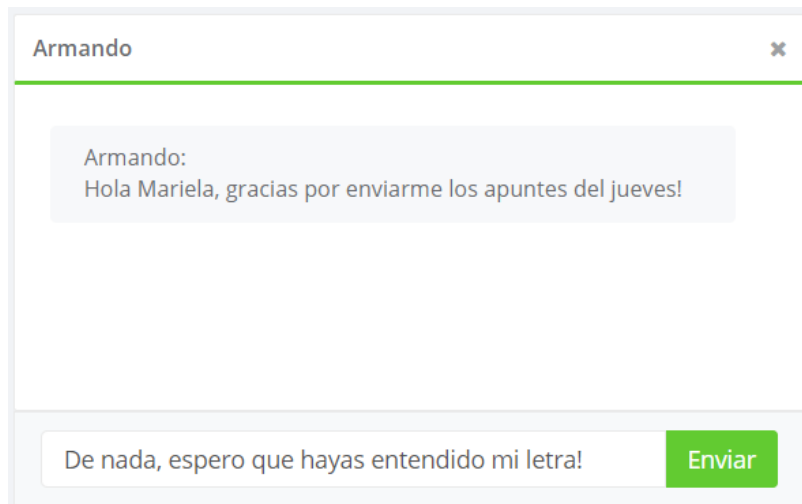 Armando
Armando:
Hola Mariela, gracias por enviarme los apuntes del jueves!
De nada, espero que hayas entendido mi letra!
Enviar